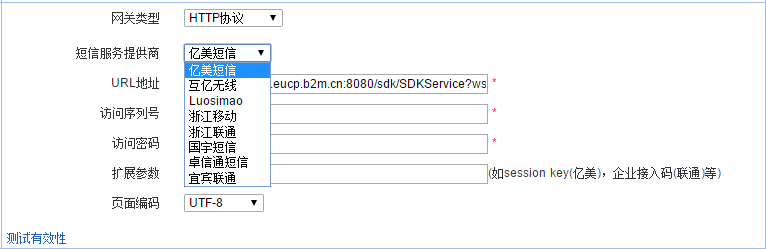 网关类型 HTTP协议
短信服务提供商 亿美短信
亿美短信
URL地址 .eucp.b2m.cn:8080/sdk/SDKService?ws *
互亿无线
Luosimao
访问序列号 *
浙江移动
浙江联通
访问密码 *
国宇短信
卓信通短信
扩展参数 (如session key(亿美)，企业接入码(联通)等)
宜宾联通
页面编码 UTF-8
测试有效性